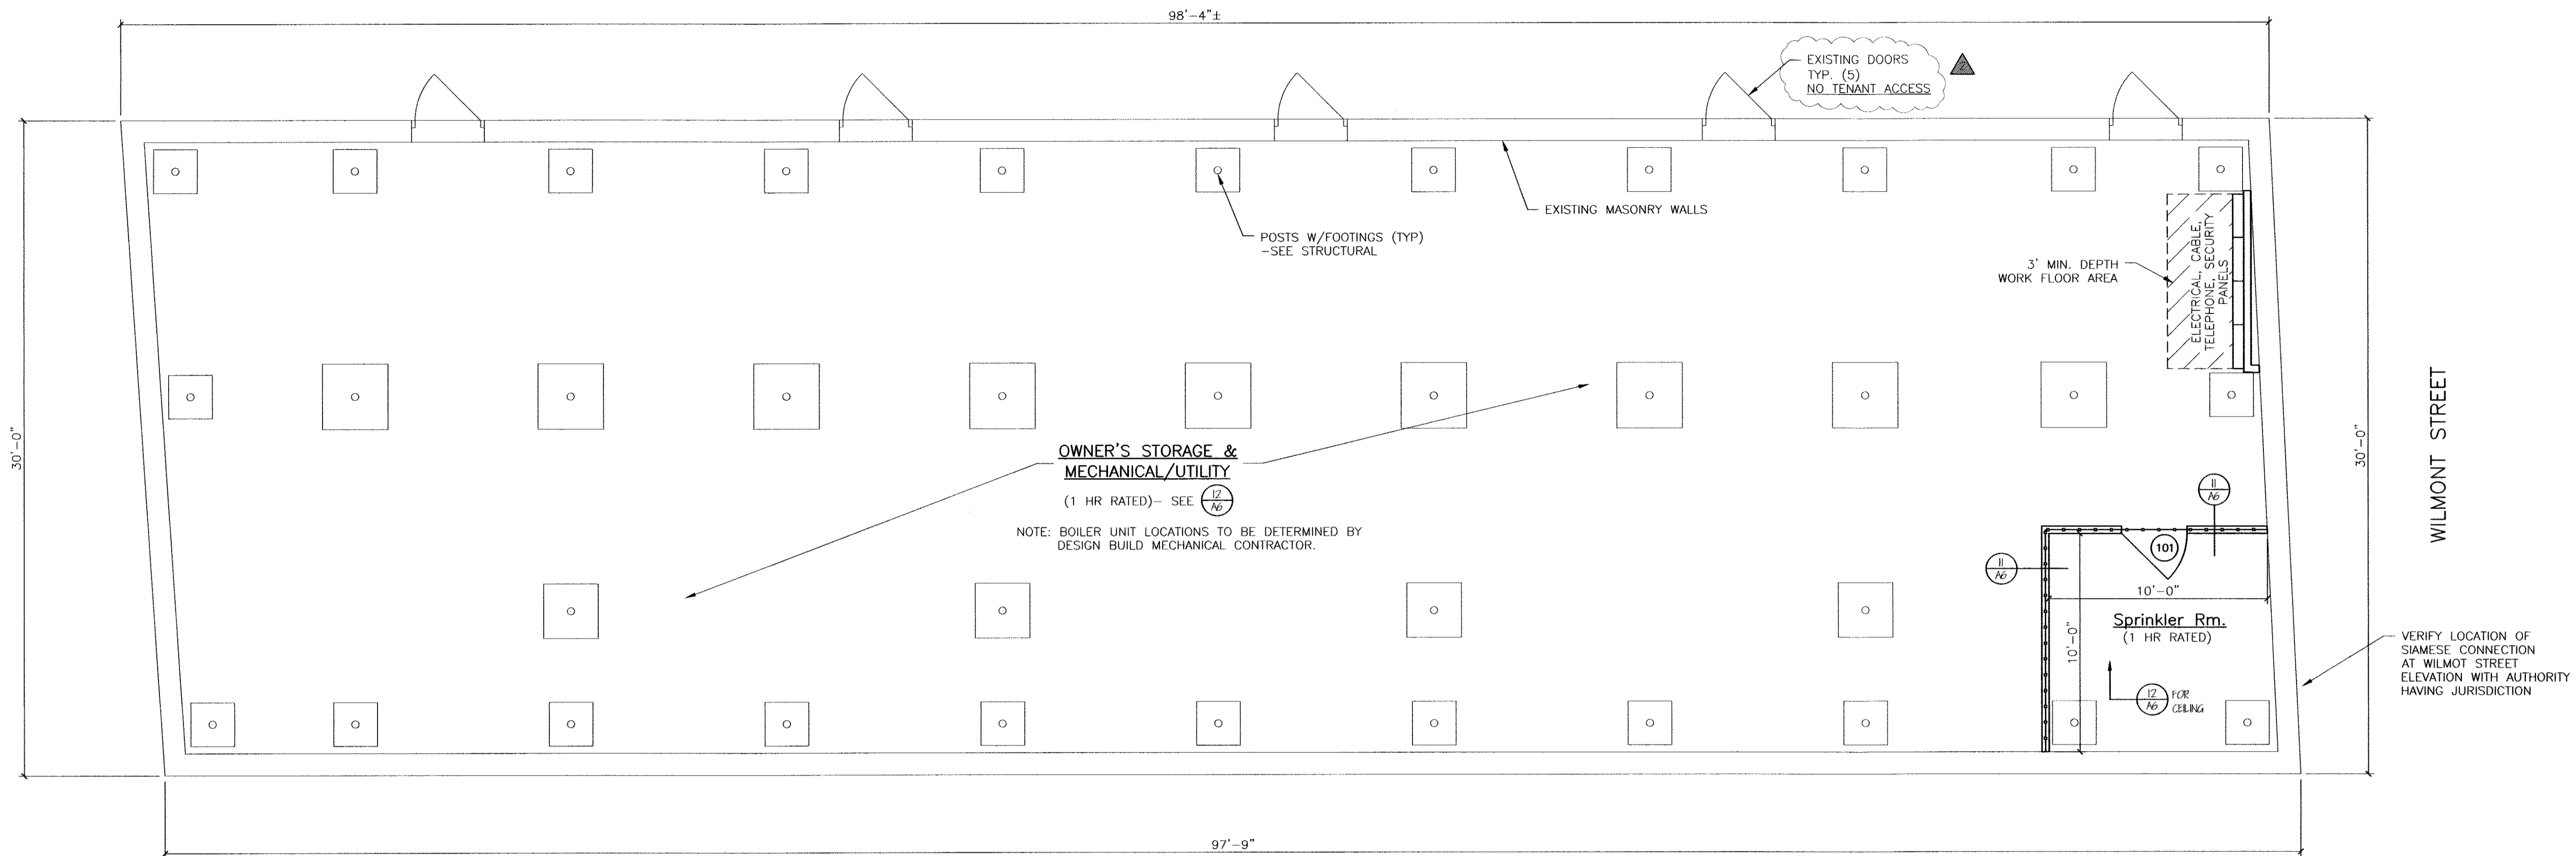 98'-4"±
EXISTING DOORS
TYP. (5)
NO TENANT ACCESS
2
EXISTING MASONRY WALLS
POSTS W/FOOTINGS (TYP)
-SEE STRUCTURAL
3' MIN. DEPTH
WORK FLOOR AREA
ELECTRICAL, CABLE,
TELEPHONE, SECURITY
PANELS
30'-0"
30'-0"
WILMONT STREET
OWNER'S STORAGE &
MECHANICAL/UTILITY
(1 HR RATED)- SEE 12
A6
NOTE: BOILER UNIT LOCATIONS TO BE DETERMINED BY
DESIGN BUILD MECHANICAL CONTRACTOR.
11
A6
11
A6
101
10'-0"
10'-0"
Sprinkler Rm.
(1 HR RATED)
12
A6
FOR
CEILING
VERIFY LOCATION OF
SIAMESE CONNECTION
AT WILMOT STREET
ELEVATION WITH AUTHORITY
HAVING JURISDICTION
97'-9"